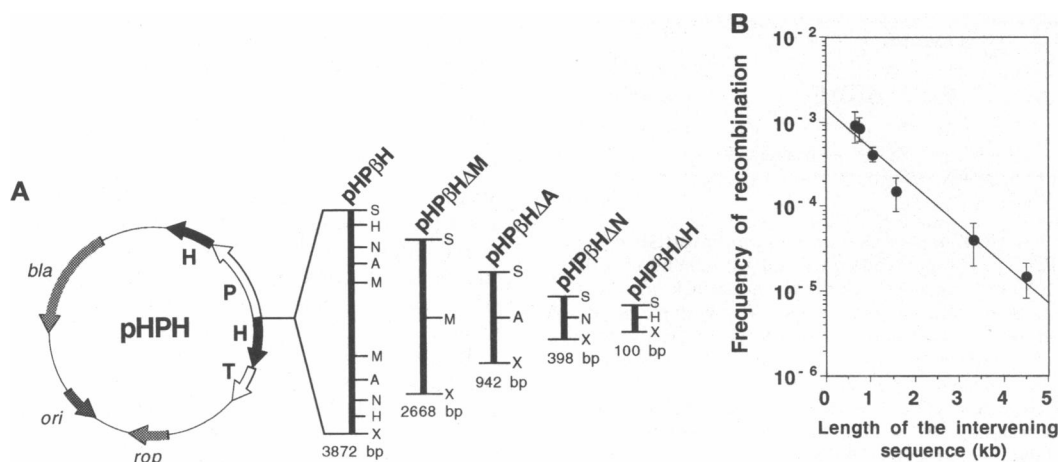 A
bla
pHPH
H
P
H
T
ori
rop
pHPβH
S
H
N
A
M
M
A
N
H
X
3872 bp
pHPβHΔM
S
M
X
2668 bp
pHPβHΔA
S
A
X
942 bp
pHPβHΔN
S
N
X
398 bp
pHPβHΔH
S
H
X
100 bp
B
Frequency of recombination
10⁻²
10⁻³
10⁻⁴
10⁻⁵
10⁻⁶
0 1 2 3 4 5
Length of the intervening
sequence (kb)